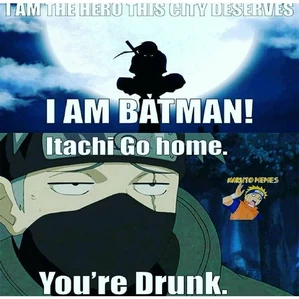 I AM THE HERO THIS CITY DESERVES
I AM BATMAN!
Itachi Go home.
NARUTO MEMES
You're Drunk.